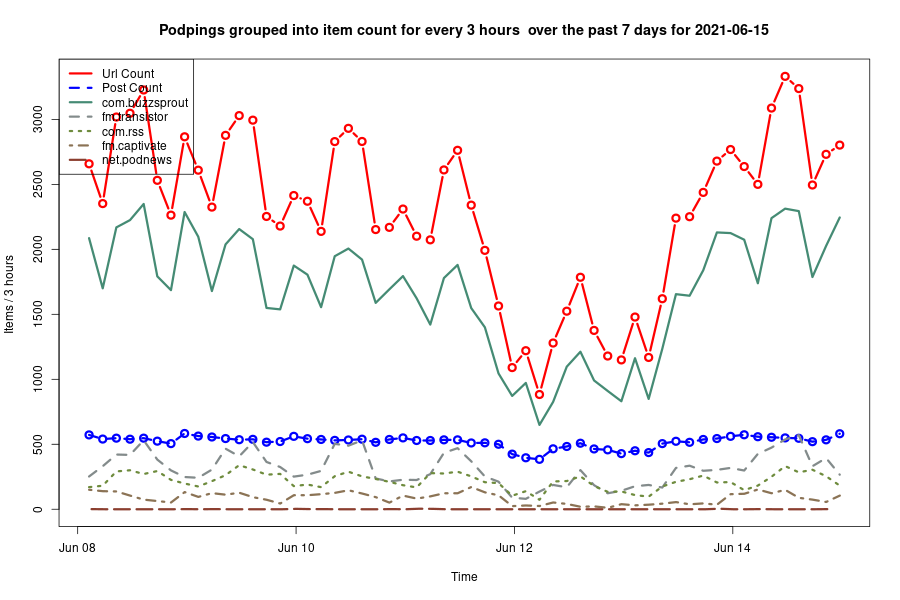 Podpings grouped into item count for every 3 hours  over the past 7 days for 2021-06-15
Url Count
Post Count
com.buzzsprout
fm.transistor
com.rss
fm.captivate
net.podnews
Items / 3 hours
3000
2500
2000
1500
1000
500
0
Jun 08
Jun 10
Jun 12
Jun 14
Time